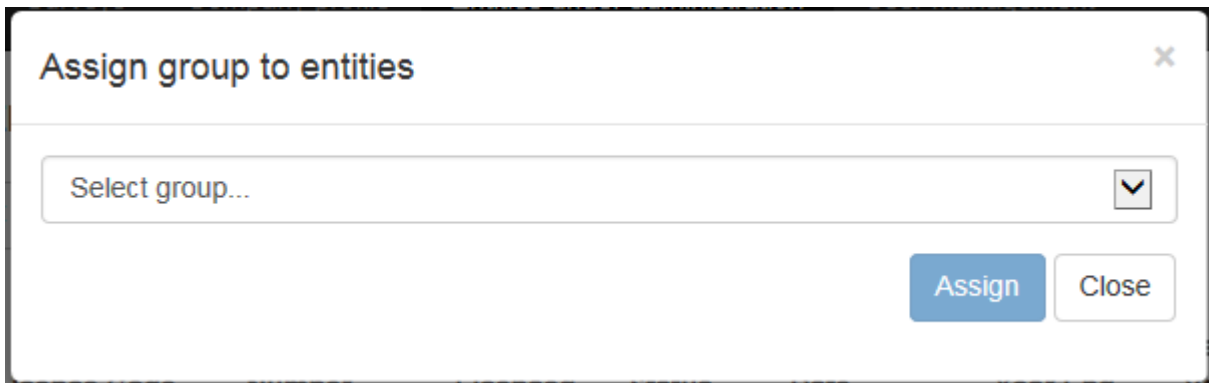 Assign group to entities
×
Select group...
Assign Close